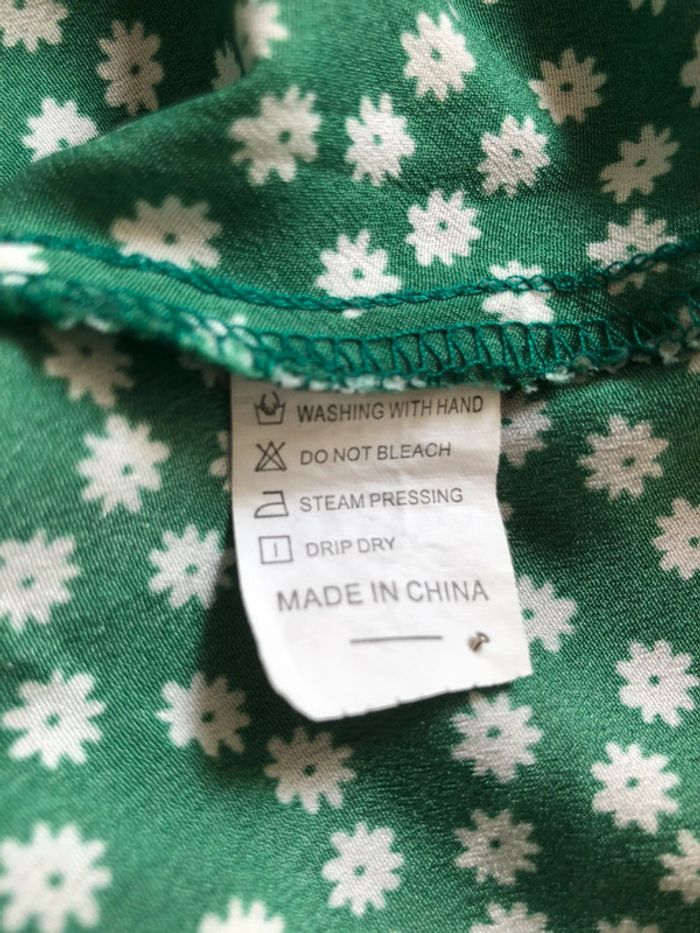 WASHING WITH HAND
DO NOT BLEACH
STEAM PRESSING
DRIP DRY
MADE IN CHINA